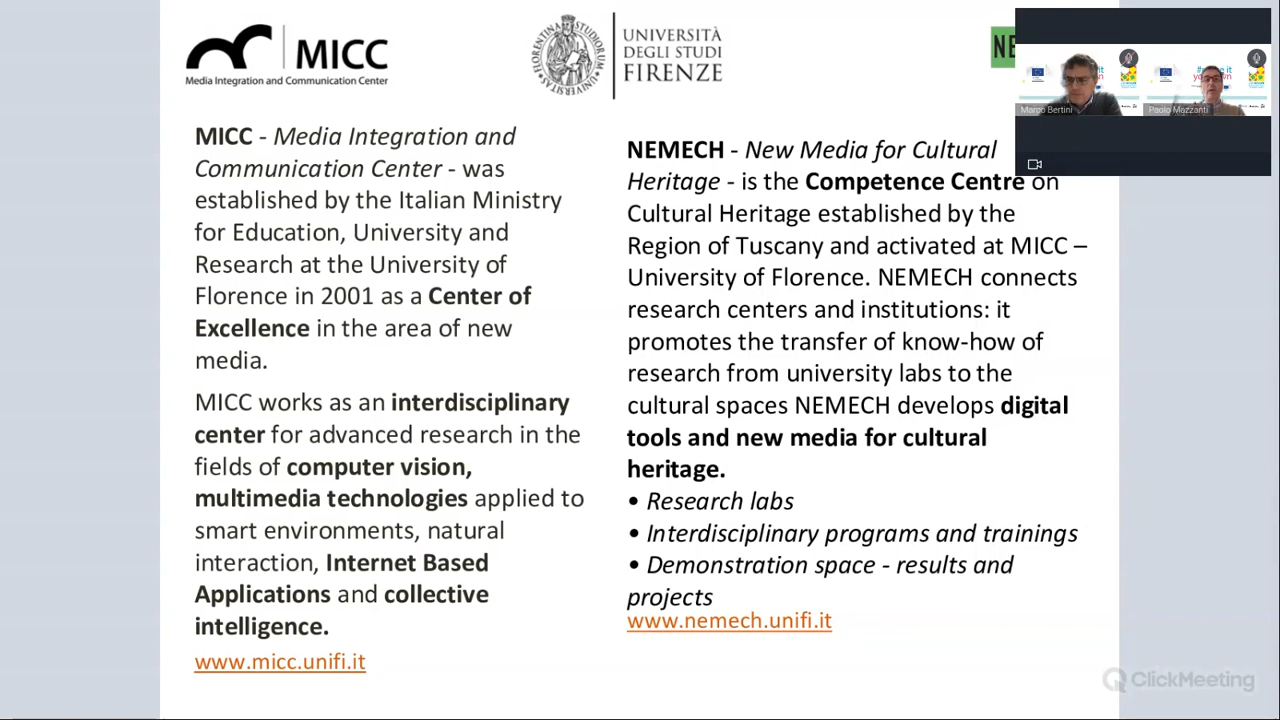 MICC
Media Integration and Communication Center
UNIVERSITÀ
DEGLI STUDI
FIRENZE
NE
Marco Bertini
Paolo Mazzanti
MICC - Media Integration and
Communication Center - was
established by the Italian Ministry
for Education, University and
Research at the University of
Florence in 2001 as a Center of
Excellence in the area of new
media.
MICC works as an interdisciplinary
center for advanced research in the
fields of computer vision,
multimedia technologies applied to
smart environments, natural
interaction, Internet Based
Applications and collective
intelligence.
www.micc.unifi.it
NEMECH - New Media for Cultural
Heritage - is the Competence Centre on
Cultural Heritage established by the
Region of Tuscany and activated at MICC –
University of Florence. NEMECH connects
research centers and institutions: it
promotes the transfer of know-how of
research from university labs to the
cultural spaces NEMECH develops digital
tools and new media for cultural
heritage.
• Research labs
• Interdisciplinary programs and trainings
• Demonstration space - results and
projects
www.nemech.unifi.it
ClickMeeting